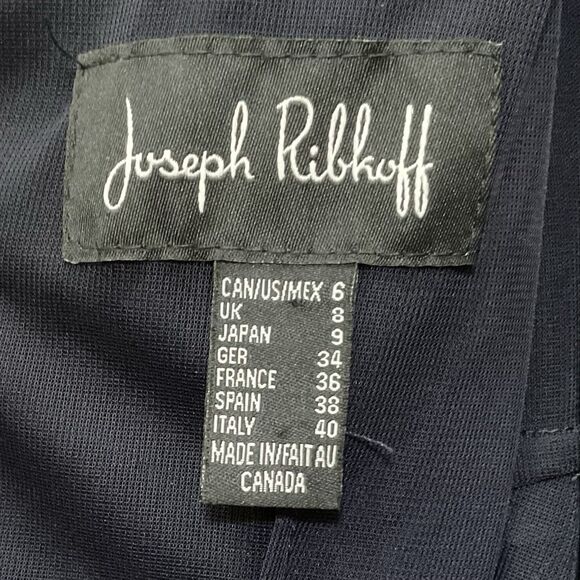 Joseph Ribkoff
CAN/US/MEX 6
UK 8
JAPAN 9
GER 34
FRANCE 36
SPAIN 38
ITALY 40
MADE IN/FAIT AU
CANADA